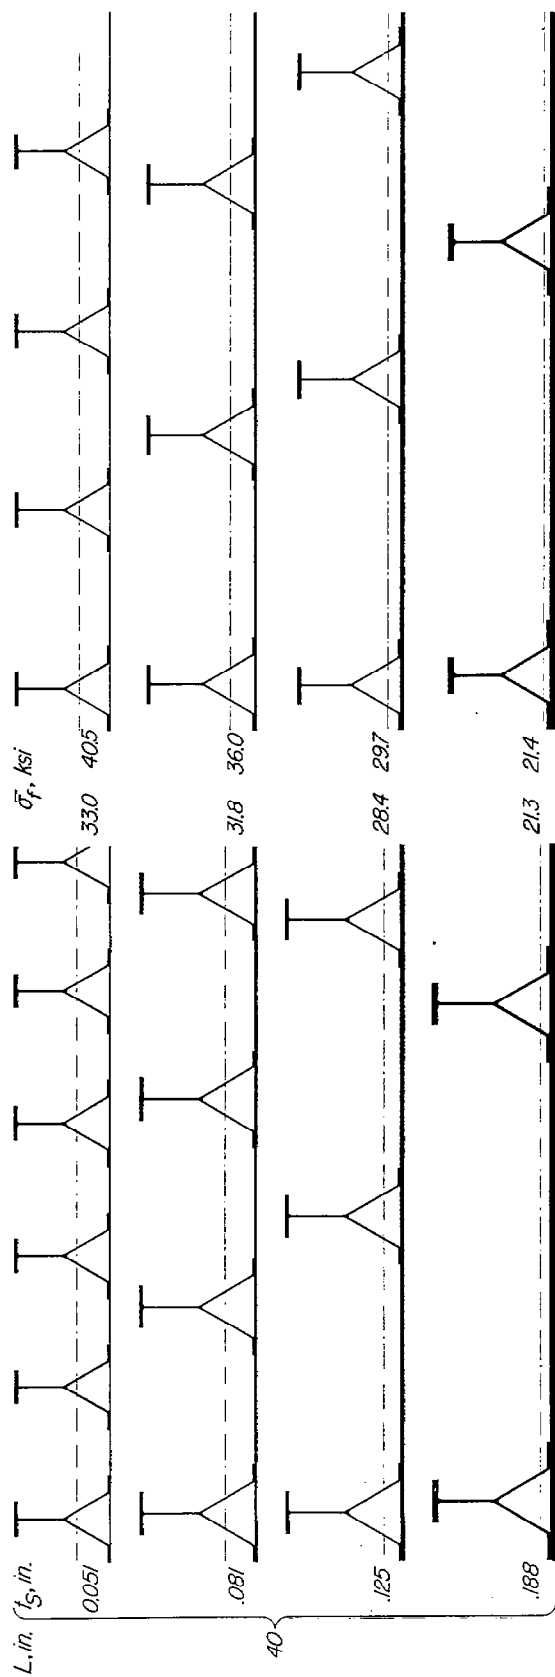 L, in. t_S, in. σ̄_f, ksi
40
0.051 33.0 40.5
.081 31.8 36.0
.125 28.4 29.7
.188 21.3 21.4